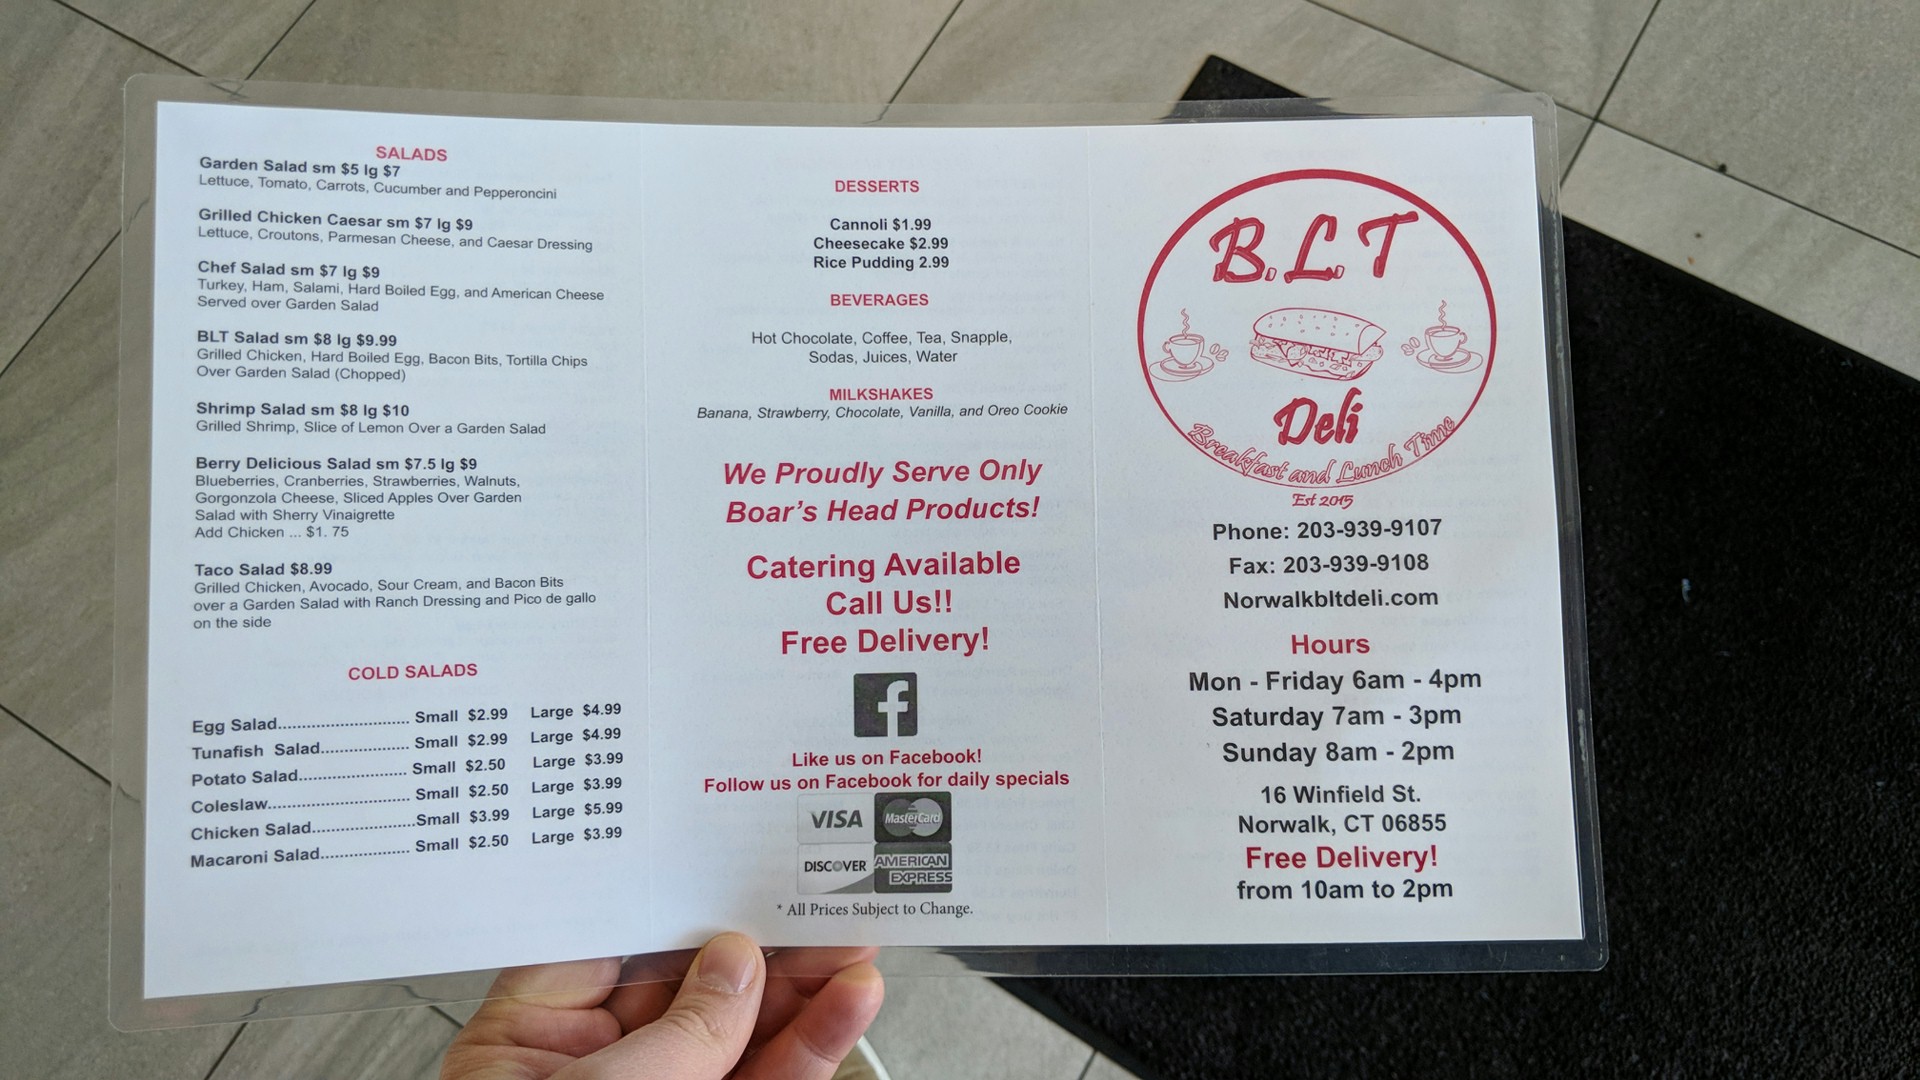 SALADS
Garden Salad sm $5 lg $7
Lettuce, Tomato, Carrots, Cucumber and Pepperoncini
Grilled Chicken Caesar sm $7 lg $9
Lettuce, Croutons, Parmesan Cheese, and Caesar Dressing
Chef Salad sm $7 lg $9
Turkey, Ham, Salami, Hard Boiled Egg, and American Cheese
Served over Garden Salad
BLT Salad sm $8 lg $9.99
Grilled Chicken, Hard Boiled Egg, Bacon Bits, Tortilla Chips
Over Garden Salad (Chopped)
Shrimp Salad sm $8 lg $10
Grilled Shrimp, Slice of Lemon Over a Garden Salad
Berry Delicious Salad sm $7.5 lg $9
Blueberries, Cranberries, Strawberries, Walnuts,
Gorgonzola Cheese, Sliced Apples Over Garden
Salad with Sherry Vinaigrette
Add Chicken ... $1. 75
Taco Salad $8.99
Grilled Chicken, Avocado, Sour Cream, and Bacon Bits
over a Garden Salad with Ranch Dressing and Pico de gallo
on the side
COLD SALADS
Egg Salad................................ Small $2.99 Large $4.99
Tunafish Salad..................... Small $2.99 Large $4.99
Potato Salad.......................... Small $2.50 Large $3.99
Coleslaw.................................. Small $2.50 Large $3.99
Chicken Salad.........................Small $3.99 Large $5.99
Macaroni Salad..................... Small $2.50 Large $3.99
DESSERTS
Cannoli $1.99
Cheesecake $2.99
Rice Pudding 2.99
BEVERAGES
Hot Chocolate, Coffee, Tea, Snapple,
Sodas, Juices, Water
MILKSHAKES
Banana, Strawberry, Chocolate, Vanilla, and Oreo Cookie
We Proudly Serve Only
Boar's Head Products!
Catering Available
Call Us!!
Free Delivery!
f
Like us on Facebook!
Follow us on Facebook for daily specials
VISA MasterCard
DISCOVER AMERICAN EXPRESS
* All Prices Subject to Change.
B.L.T
Deli
Breakfast and Lunch Time
Est 2015
Phone: 203-939-9107
Fax: 203-939-9108
Norwalkbltdeli.com
Hours
Mon - Friday 6am - 4pm
Saturday 7am - 3pm
Sunday 8am - 2pm
16 Winfield St.
Norwalk, CT 06855
Free Delivery!
from 10am to 2pm